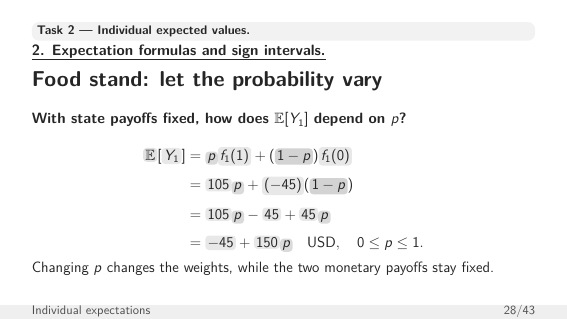 Task 2 — Individual expected values.
2. Expectation formulas and sign intervals.
Food stand: let the probability vary
With state payoffs fixed, how does 𝔼[Y₁] depend on p?
𝔼[Y₁] = p f₁(1) + (1 − p) f₁(0)
= 105 p + (−45)(1 − p)
= 105 p − 45 + 45 p
= −45 + 150 p USD, 0 ≤ p ≤ 1.
Changing p changes the weights, while the two monetary payoffs stay fixed.
Individual expectations 28/43